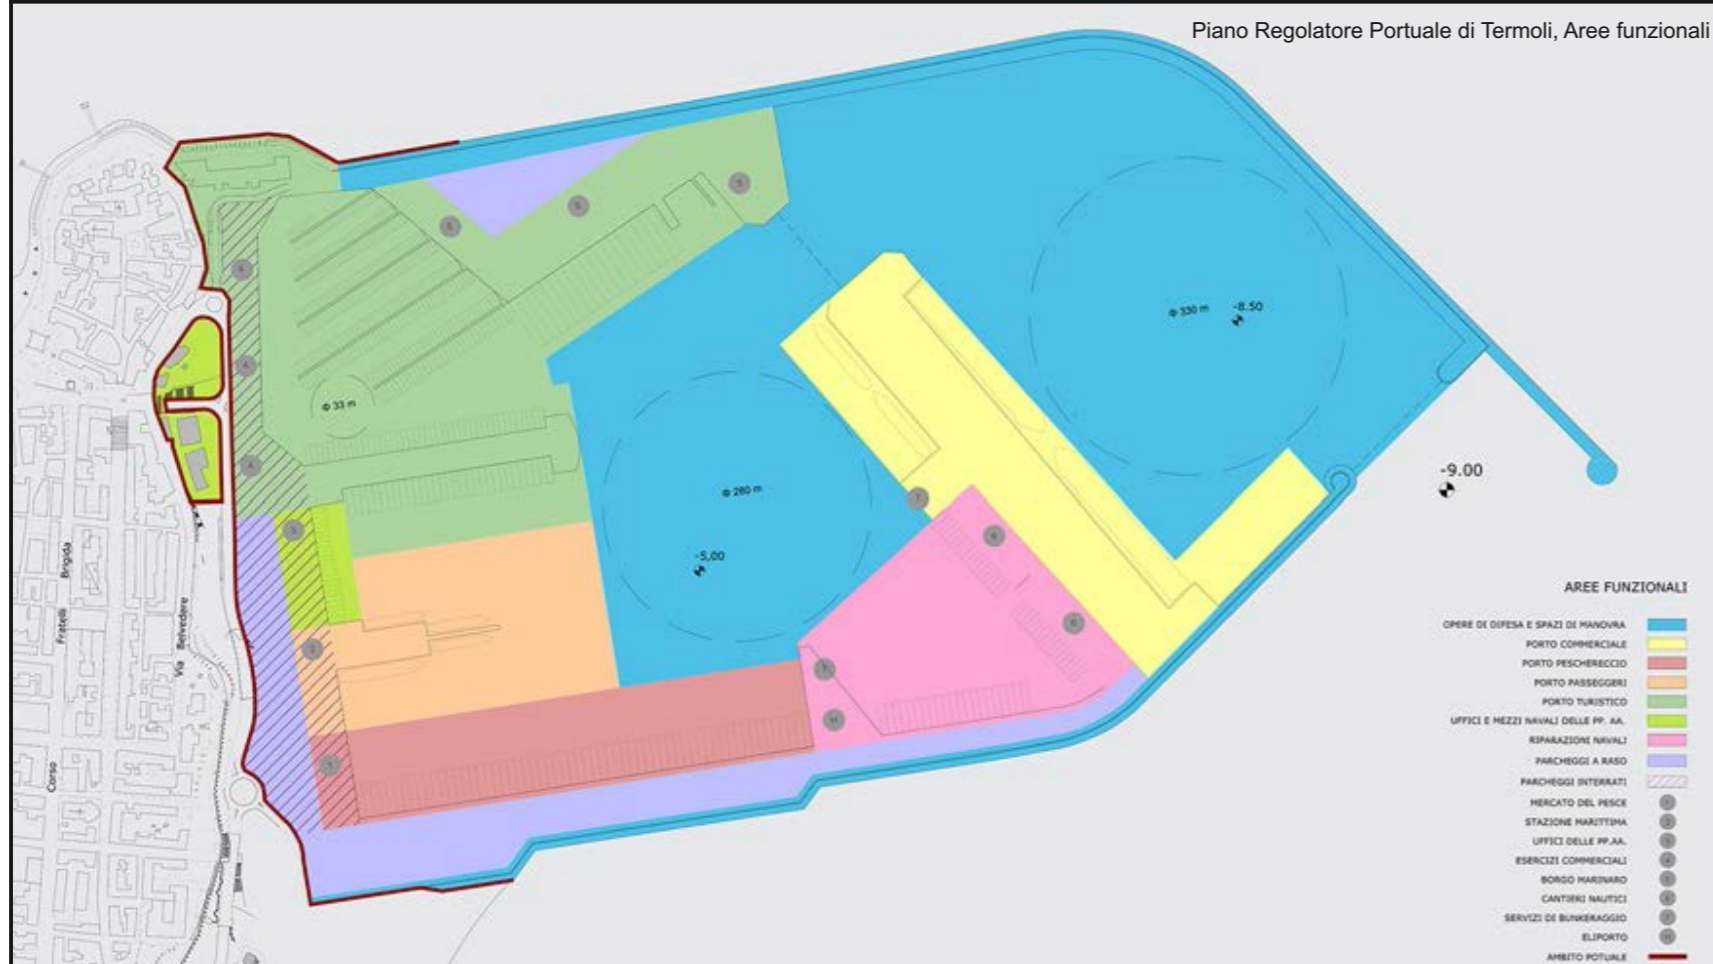 Piano Regolatore Portuale di Termoli, Aree funzionali
Φ 330 m
-8.50
Φ 33 m
Φ 280 m
-5,00
-9.00
Fratelli
Brigida
Via Belvedere
Corso
AREE FUNZIONALI
OPERE DI DIFESA E SPAZI DI MANOVRA
PORTO COMMERCIALE
PORTO PESCHERECCIO
PORTO PASSEGGERI
PORTO TURISTICO
UFFICI E MEZZI NAVALI DELLE PP. AA.
RIPARAZIONI NAVALI
PARCHEGGI A RASO
PARCHEGGI INTERRATI
MERCATO DEL PESCE
STAZIONE MARITTIMA
UFFICI DELLE PP.AA.
ESERCIZI COMMERCIALI
BORGO MARINARO
CANTIERI NAUTICI
SERVIZI DI BUNKERAGGIO
ELIPORTO
AMBITO POTUALE